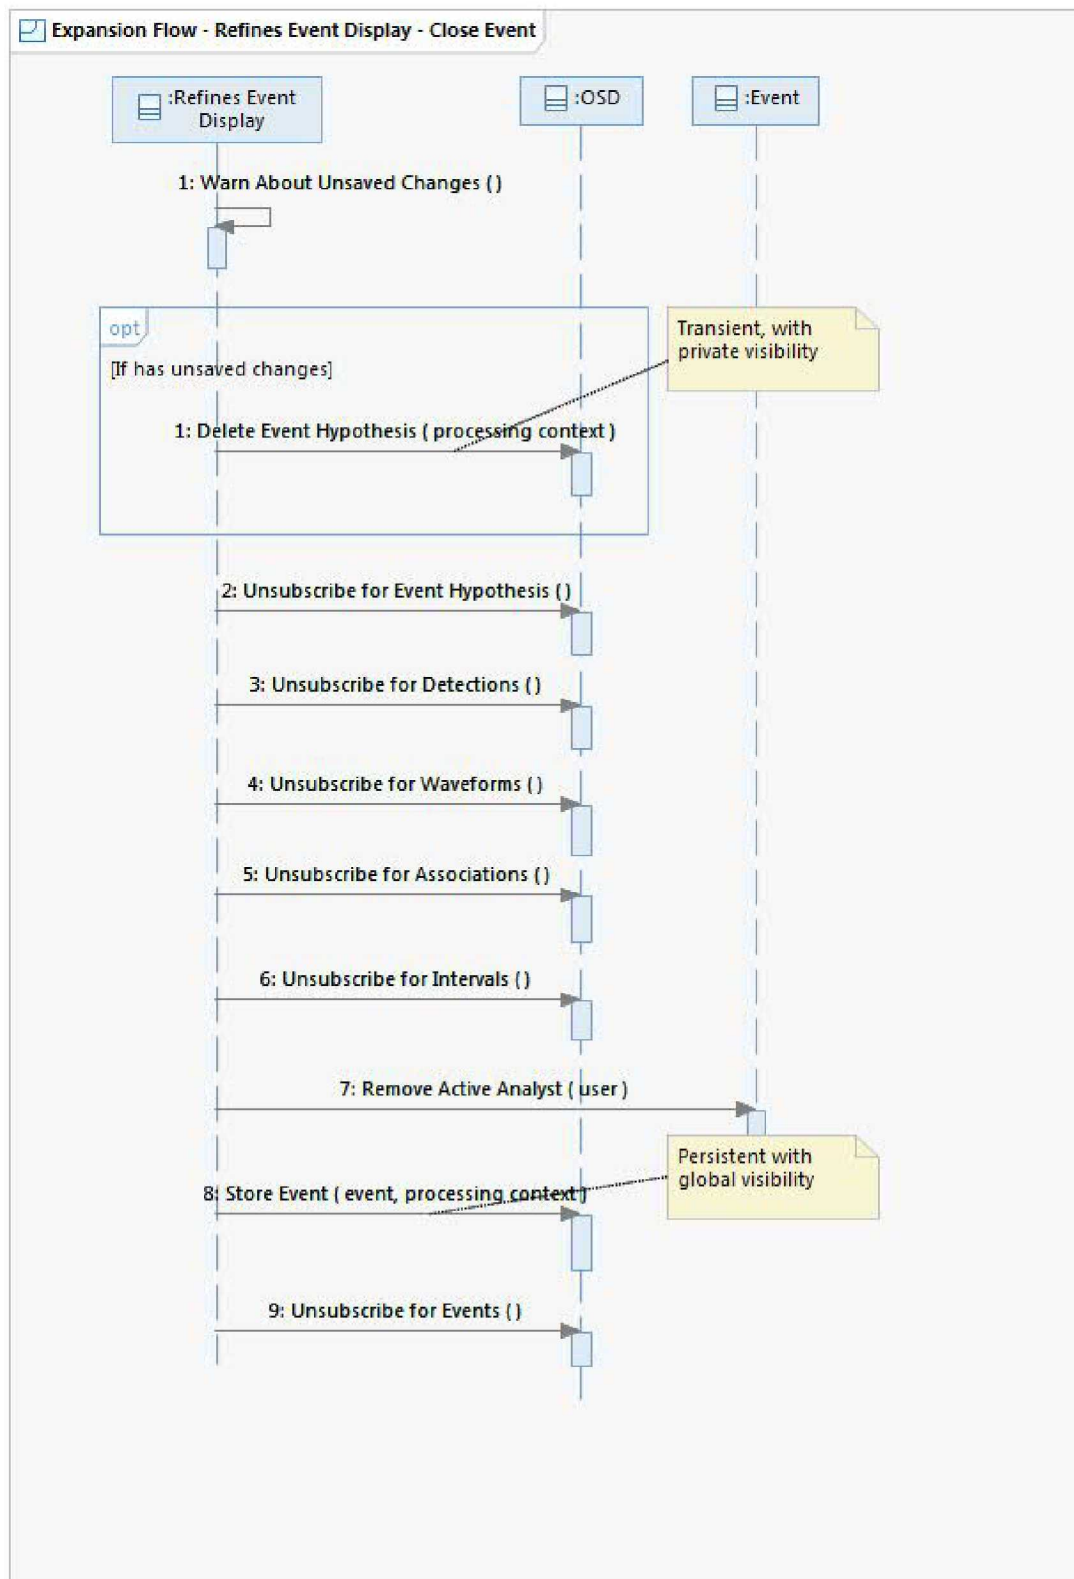 Expansion Flow - Refines Event Display - Close Event
:Refines Event
Display
:OSD
:Event
1: Warn About Unsaved Changes ( )
opt
[If has unsaved changes]
Transient, with
private visibility
1: Delete Event Hypothesis ( processing context )
2: Unsubscribe for Event Hypothesis ( )
3: Unsubscribe for Detections ( )
4: Unsubscribe for Waveforms ( )
5: Unsubscribe for Associations ( )
6: Unsubscribe for Intervals ( )
7: Remove Active Analyst ( user )
Persistent with
global visibility
8: Store Event ( event, processing context )
9: Unsubscribe for Events ( )